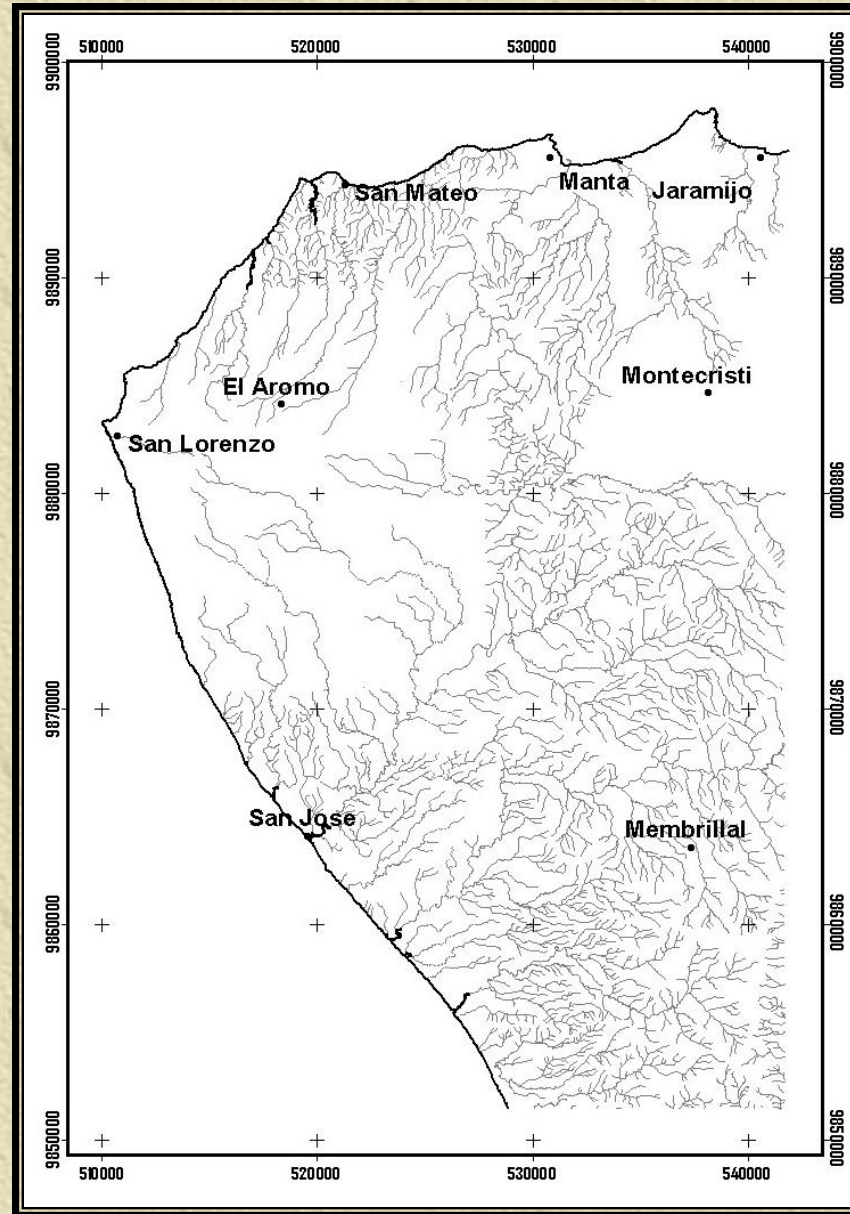 510000 520000 530000 540000
9900000 9900000
San Mateo
Manta
Jaramijo
9890000 9890000
El Aromo
Montecristi
San Lorenzo
9880000 9880000
9870000 9870000
San Jose
Membrillal
9860000 9860000
9850000 9850000
510000 520000 530000 540000